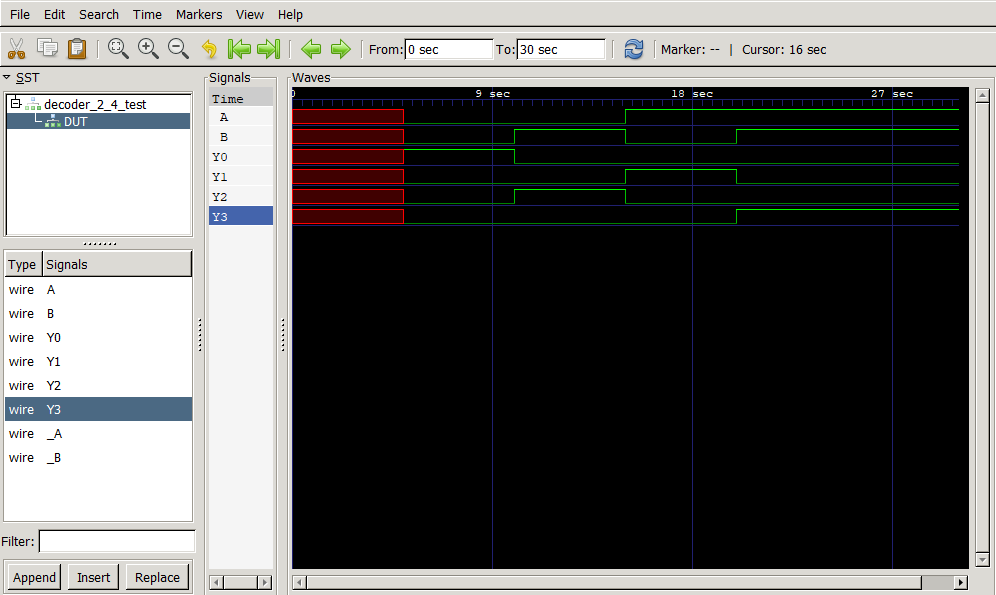 File Edit Search Time Markers View Help
From: 0 sec To: 30 sec Marker: -- | Cursor: 16 sec
SST
decoder_2_4_test
DUT
Type Signals
wire A
wire B
wire Y0
wire Y1
wire Y2
wire Y3
wire _A
wire _B
Filter:
Append Insert Replace
Signals
Time
A
B
Y0
Y1
Y2
Y3
Waves
0 9 sec 18 sec 27 sec